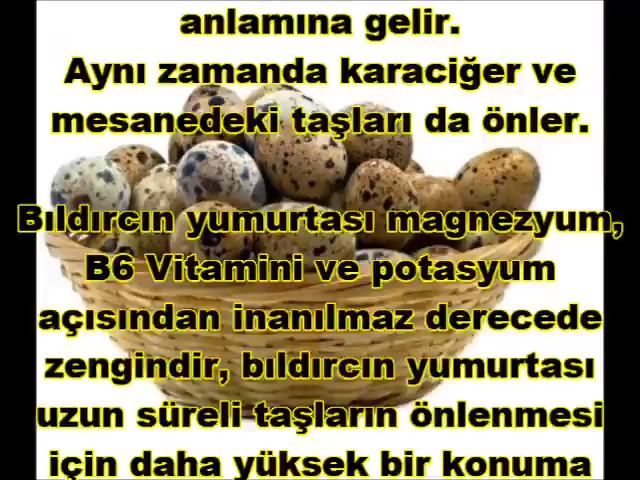 anlamına gelir.
Aynı zamanda karaciğer ve
mesanedeki taşları da önler.
Bıldırcın yumurtası magnezyum,
B6 Vitamini ve potasyum
açısından inanılmaz derecede
zengindir, bıldırcın yumurtası
uzun süreli taşların önlenmesi
için daha yüksek bir konuma